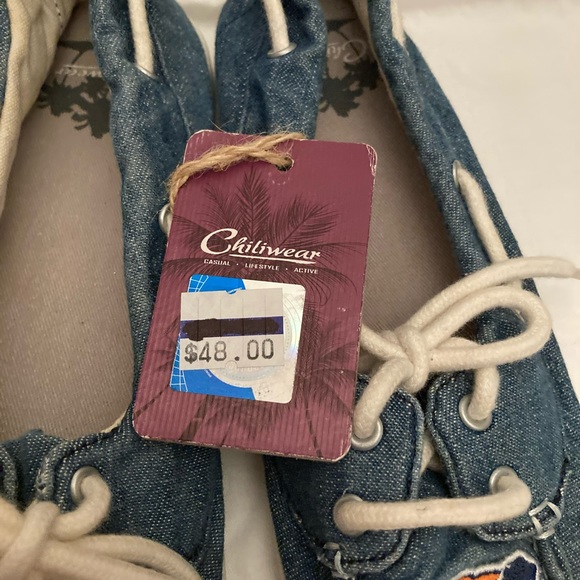 Chiliwear
CASUAL · LIFESTYLE · ACTIVE
$48.00